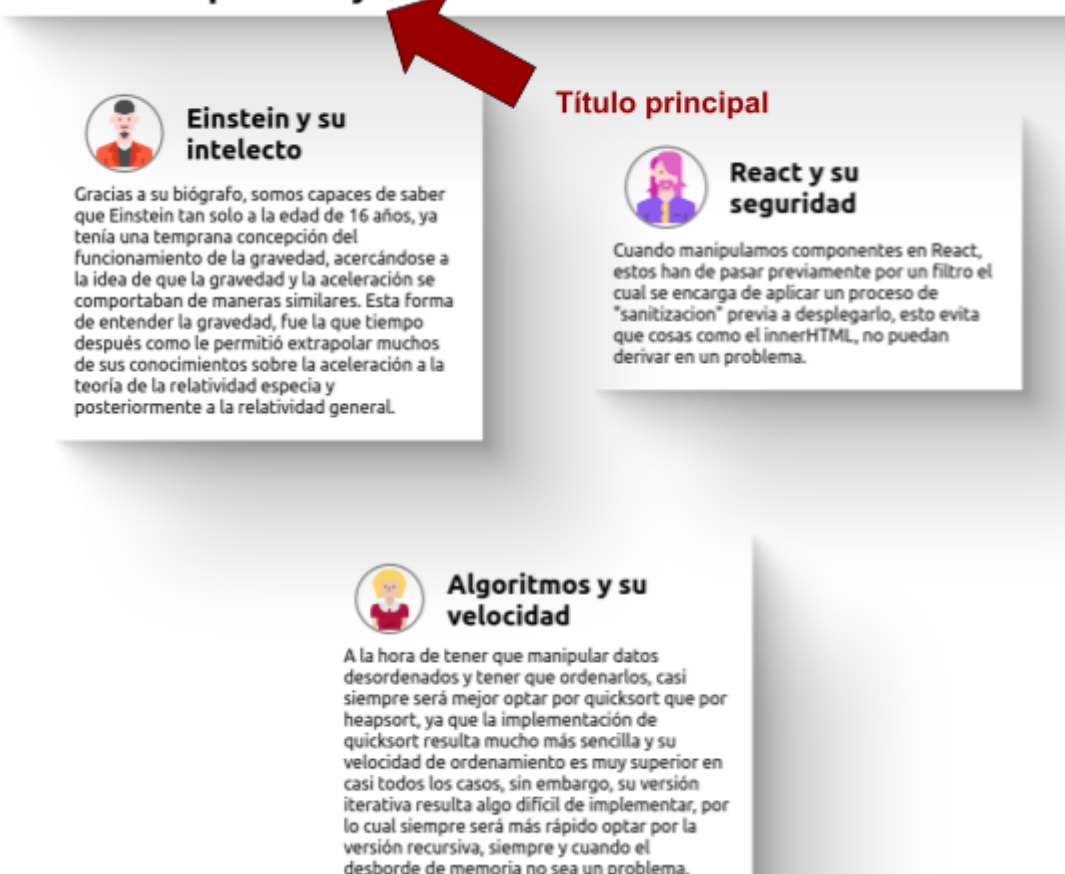 Título principal
Einstein y su
intelecto
Gracias a su biógrafo, somos capaces de saber
que Einstein tan solo a la edad de 16 años, ya
tenía una temprana concepción del
funcionamiento de la gravedad, acercándose a
la idea de que la gravedad y la aceleración se
comportaban de maneras similares. Esta forma
de entender la gravedad, fue la que tiempo
después como le permitió extrapolar muchos
de sus conocimientos sobre la aceleración a la
teoría de la relatividad especia y
posteriormente a la relatividad general.
React y su
seguridad
Cuando manipulamos componentes en React,
estos han de pasar previamente por un filtro el
cual se encarga de aplicar un proceso de
"sanitizacion" previa a desplegarlo, esto evita
que cosas como el innerHTML, no puedan
derivar en un problema.
Algoritmos y su
velocidad
A la hora de tener que manipular datos
desordenados y tener que ordenarlos, casi
siempre será mejor optar por quicksort que por
heapsort, ya que la implementación de
quicksort resulta mucho más sencilla y su
velocidad de ordenamiento es muy superior en
casi todos los casos, sin embargo, su versión
iterativa resulta algo difícil de implementar, por
lo cual siempre será más rápido optar por la
versión recursiva, siempre y cuando el
desborde de memoria no sea un problema.